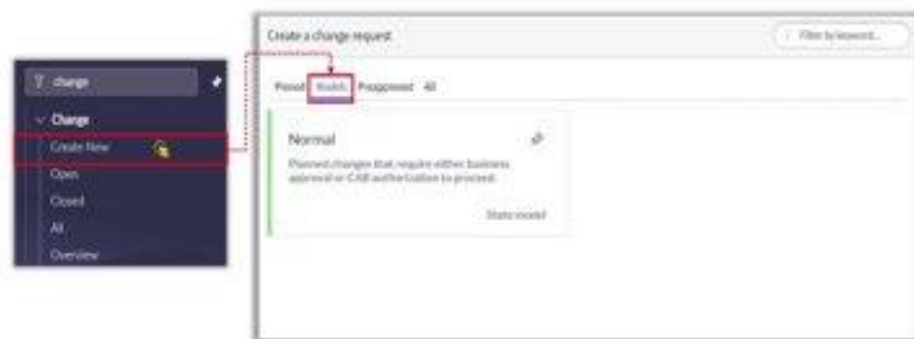 change
Change
Create New
Open
Closed
All
Overview
Create a change request
Filter by keyword...
Pinned Models Preapproved All
Normal
Planned changes that require either business
approval or CAB authorization to proceed.
State model